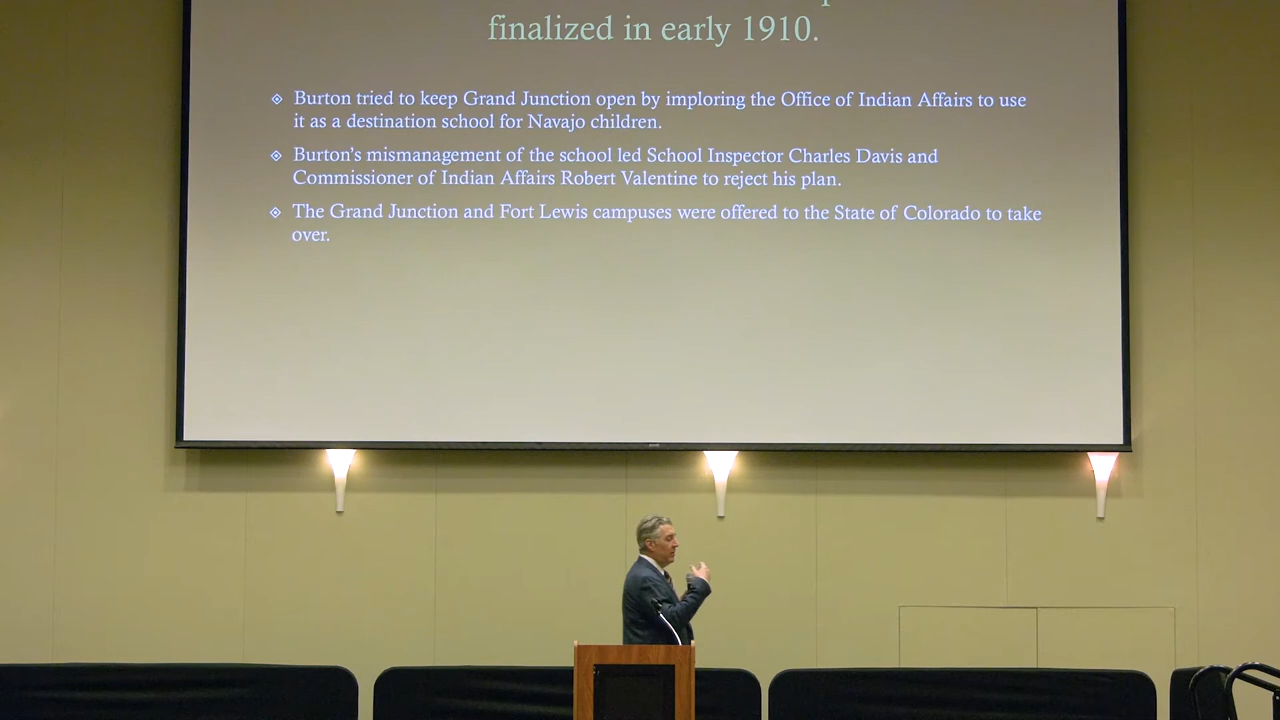 finalized in early 1910.
Burton tried to keep Grand Junction open by imploring the Office of Indian Affairs to use
it as a destination school for Navajo children.
Burton's mismanagement of the school led School Inspector Charles Davis and
Commissioner of Indian Affairs Robert Valentine to reject his plan.
The Grand Junction and Fort Lewis campuses were offered to the State of Colorado to take
over.